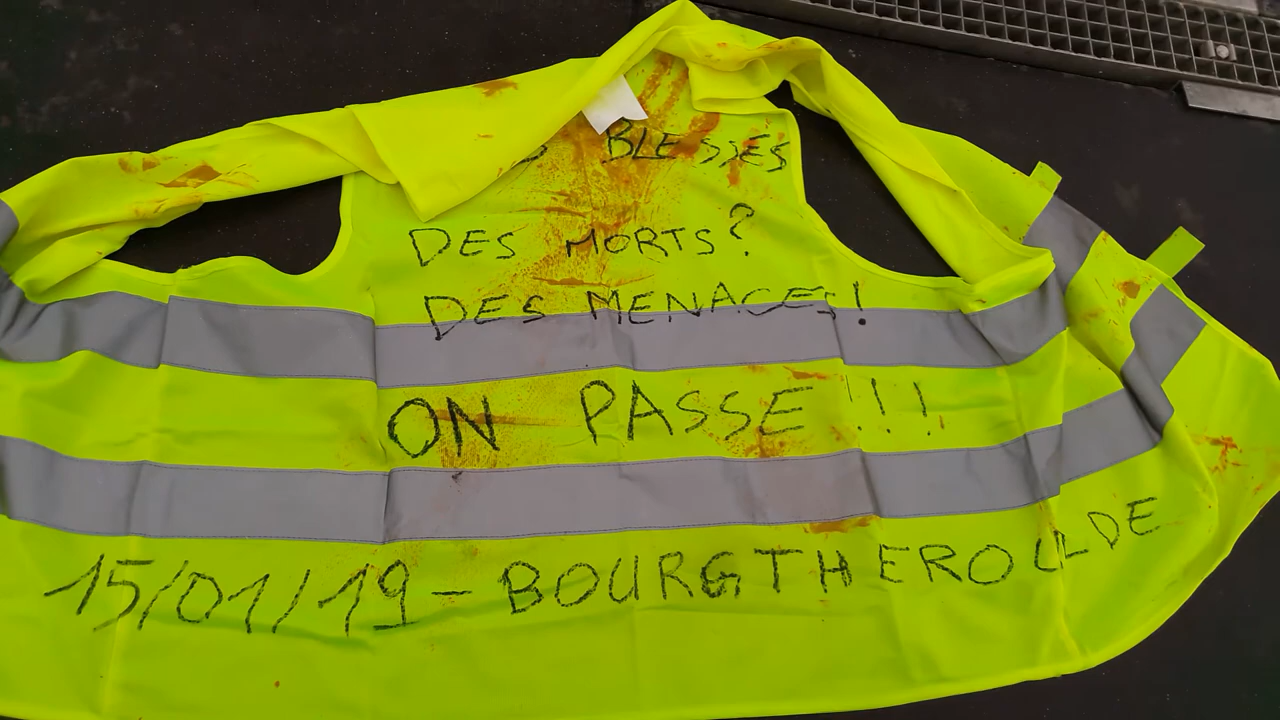 BLESSES
DES MORTS?
DES MENACES!
ON PASSE!!!
15/01/19-BOURGTHEROULDE